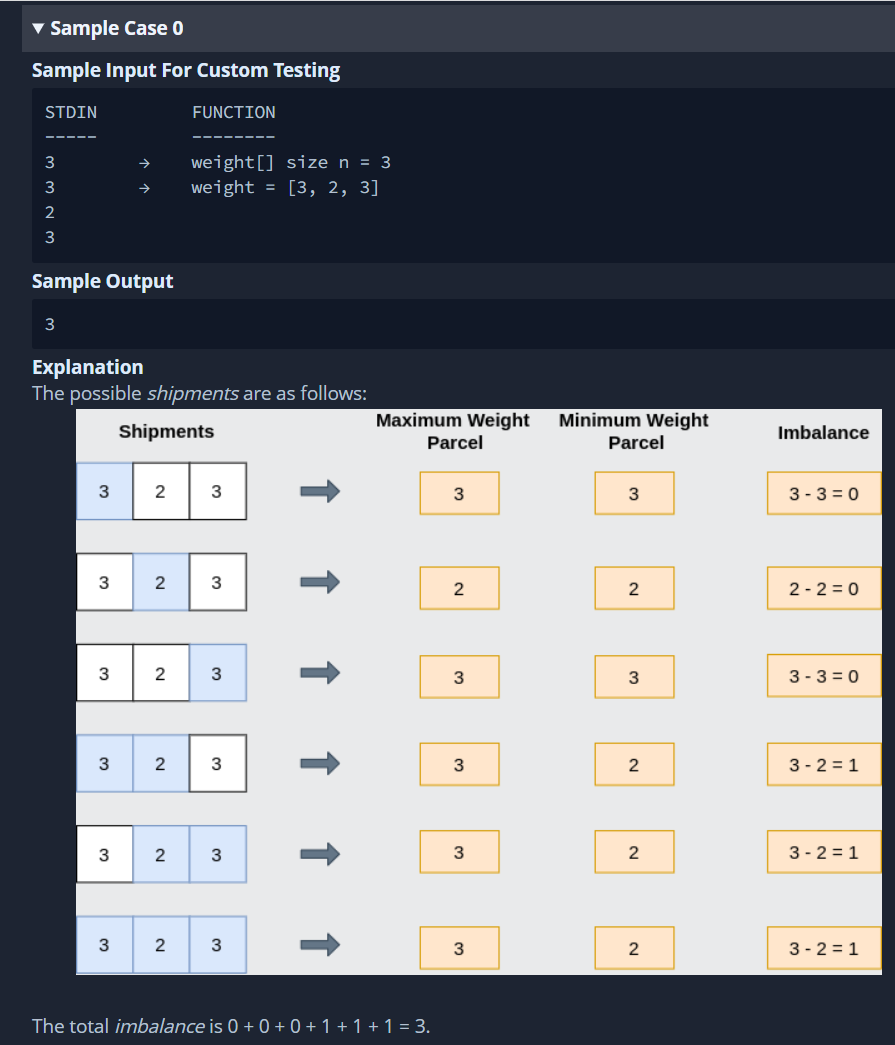 ▼ Sample Case 0
Sample Input For Custom Testing
STDIN FUNCTION
----- --------
3 → weight[] size n = 3
3 → weight = [3, 2, 3]
2
3
Sample Output
3
Explanation
The possible shipments are as follows:
Shipments Maximum Weight Parcel Minimum Weight Parcel Imbalance
3 2 3 3 3 3 - 3 = 0
3 2 3 2 2 2 - 2 = 0
3 2 3 3 3 3 - 3 = 0
3 2 3 3 2 3 - 2 = 1
3 2 3 3 2 3 - 2 = 1
3 2 3 3 2 3 - 2 = 1
The total imbalance is 0 + 0 + 0 + 1 + 1 + 1 = 3.